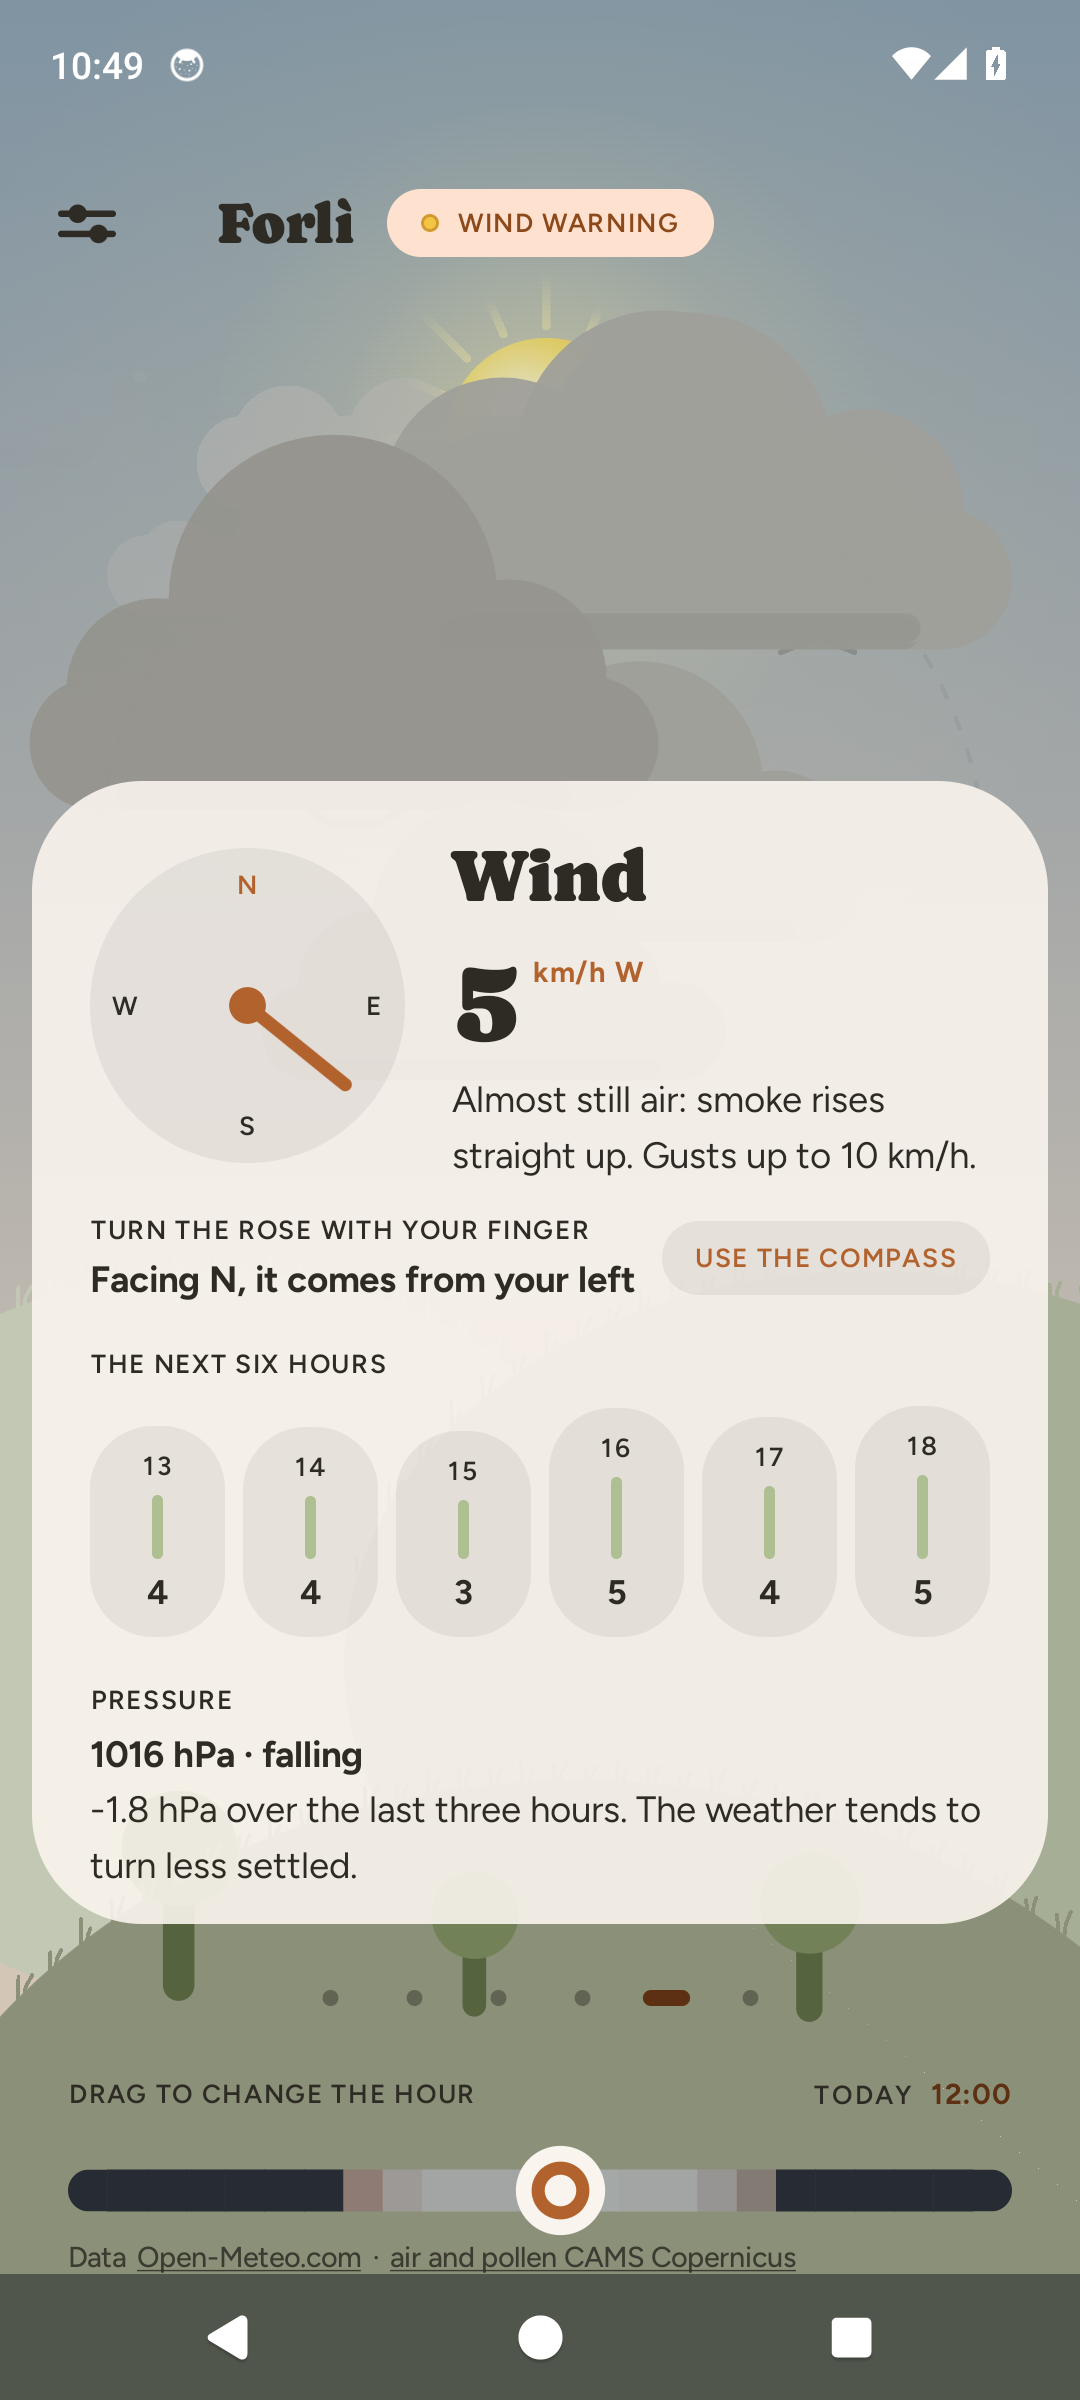 10:49
Forlì
WIND WARNING
N
W
E
S
Wind
5 km/h W
Almost still air: smoke rises
straight up. Gusts up to 10 km/h.
TURN THE ROSE WITH YOUR FINGER
Facing N, it comes from your left
USE THE COMPASS
THE NEXT SIX HOURS
13 14 15 16 17 18
4 4 3 5 4 5
PRESSURE
1016 hPa · falling
-1.8 hPa over the last three hours. The weather tends to
turn less settled.
DRAG TO CHANGE THE HOUR
TODAY 12:00
Data Open-Meteo.com · air and pollen CAMS Copernicus